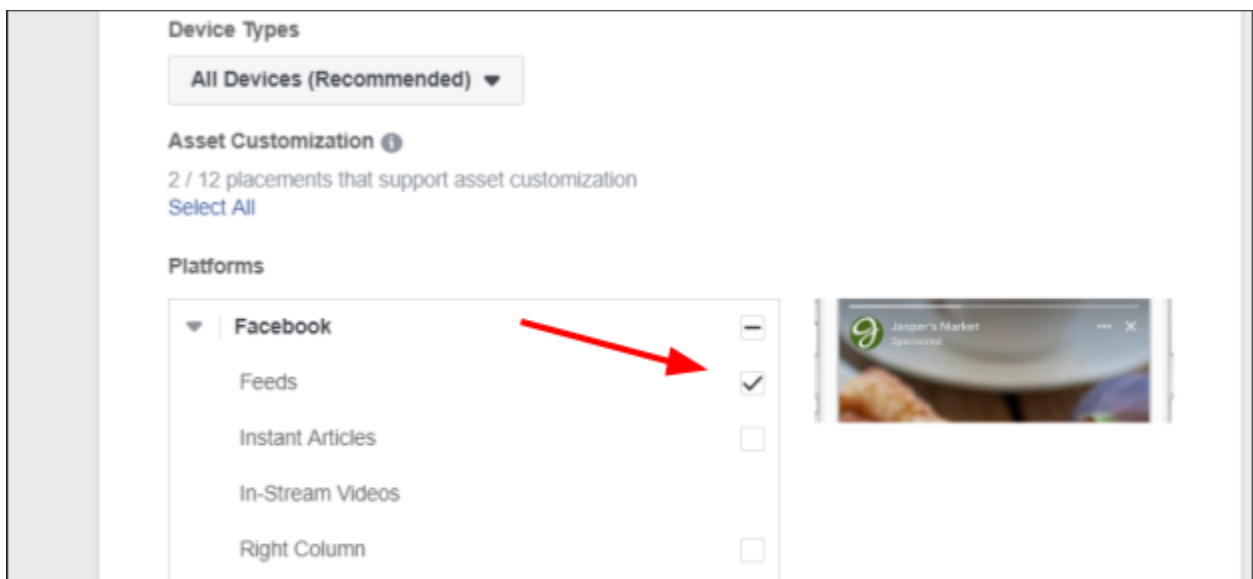 Device Types
All Devices (Recommended)
Asset Customization
2 / 12 placements that support asset customization
Select All
Platforms
Facebook
Feeds
Instant Articles
In-Stream Videos
Right Column
Jasper's Market
Sponsored